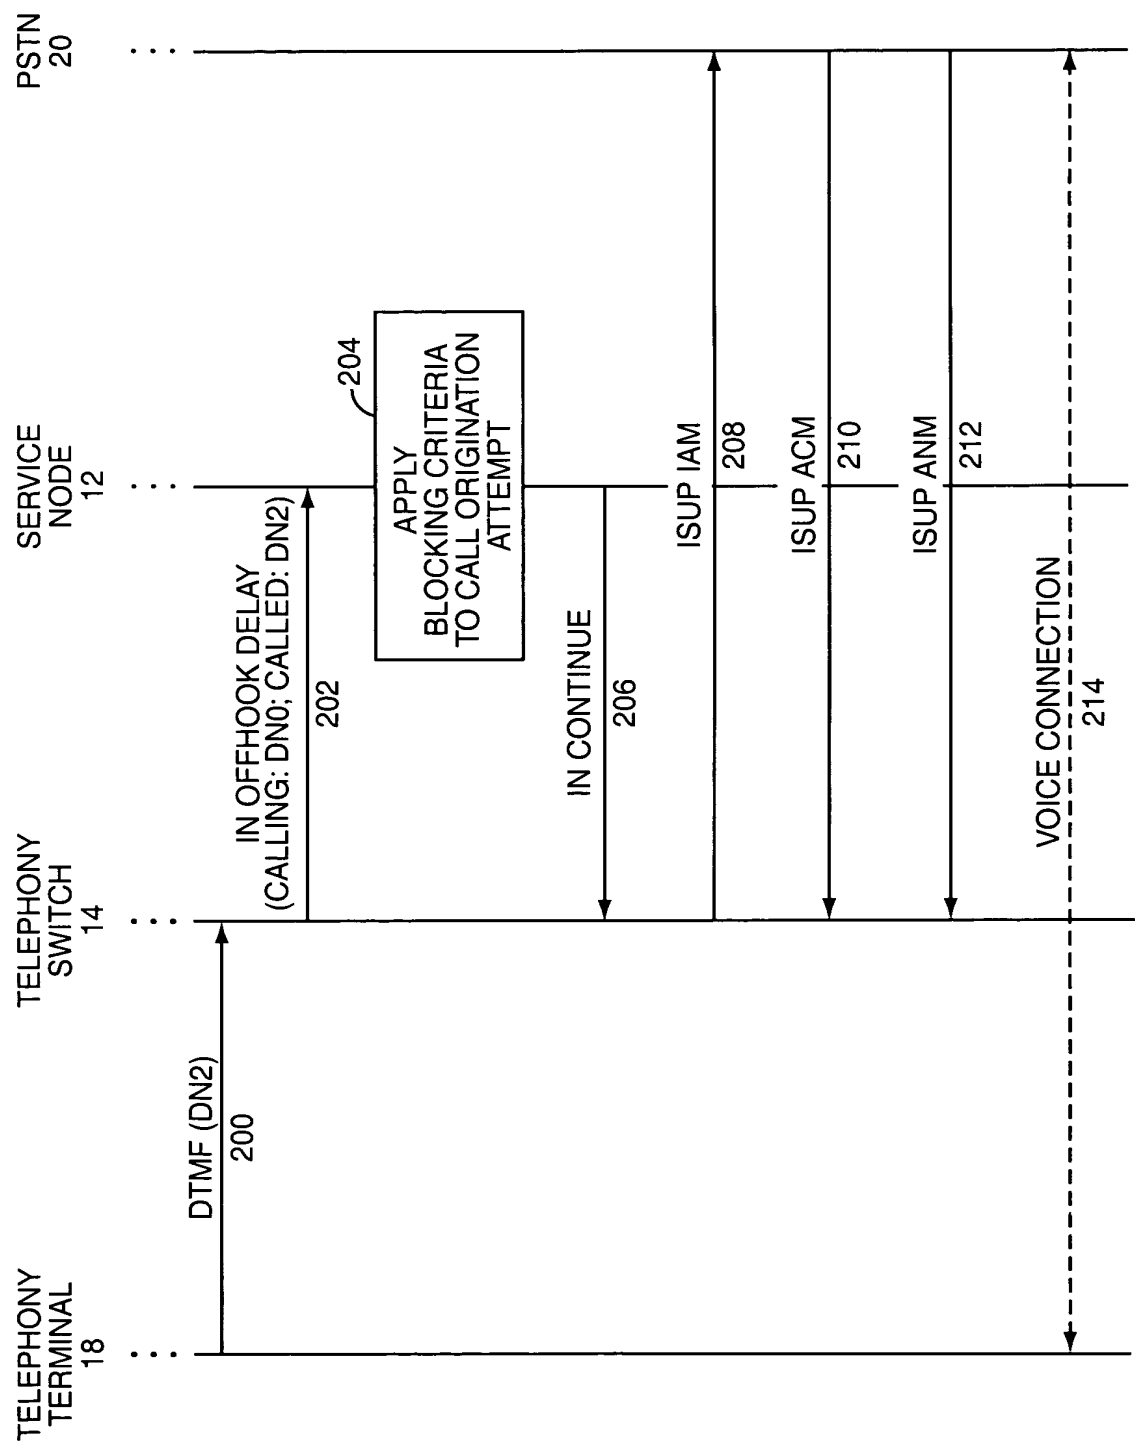 TELEPHONY
TERMINAL
18
TELEPHONY
SWITCH
14
SERVICE
NODE
12
PSTN
20
DTMF (DN2)
200
IN OFFHOOK DELAY
(CALLING: DN0; CALLED: DN2)
202
204
APPLY
BLOCKING CRITERIA
TO CALL ORIGINATION
ATTEMPT
IN CONTINUE
206
ISUP IAM
208
ISUP ACM
210
ISUP ANM
212
VOICE CONNECTION
214